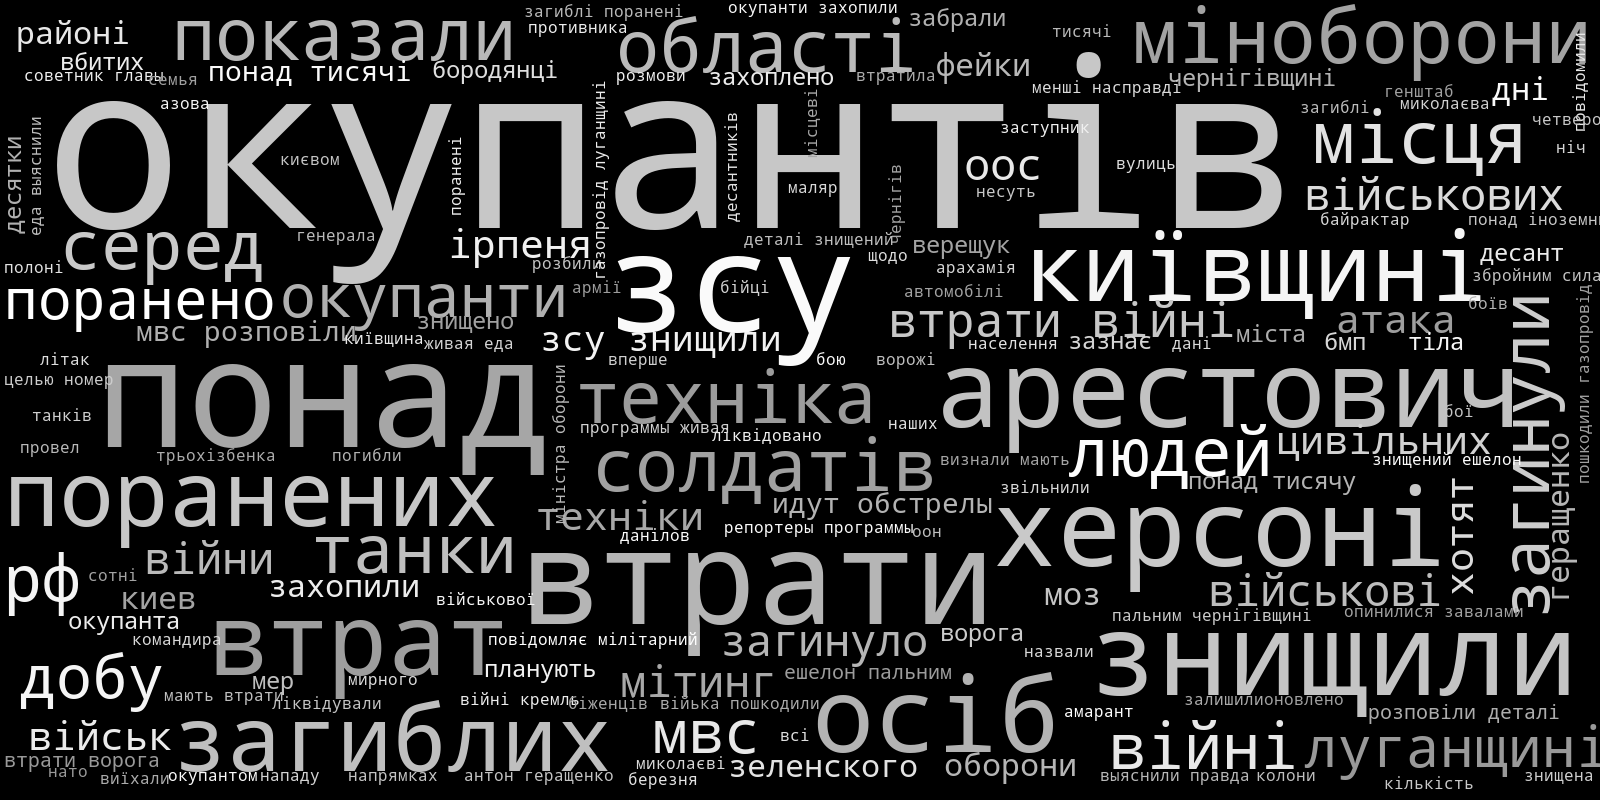 загиблі поранені
окупанти захопили
забрали
районі
показали
противника
області
тисячі
міноборони
вбитих
советник главы
семья
понад тисячі
бородянці
розмови
захоплено
втратила
фейки
менші насправді
чернігівщині
генштаб
дні
повідомили
азова
окупантів
загиблі
миколаєва
четверо
десятки
еда выяснили
києвом
поранені
газопровід луганщині
десантників
місцеві
маляр
чернігів
заступник
оос
несуть
вулиць
місця
ніч
військових
байрактар
понад іноземн
серед
генерала
ірпеня
розбили
деталі знищений
щодо
верещук
арахамія
київщині
десант
збройним сила
полоні
поранено
окупанти
армії
зсу
бійці
автомобілі
боїв
мвс розповіли
знищено
київщина
живая еда
зсу знищили
втрати війні
населення
зазнає
дані
міста
атака
бмп
тіла
загинули
пошкодили газопровід
літак
вперше
бою
ворожі
целью номер
понад
міністра оборони
техніка
арестович
бої
танків
программы живая
ліквідовано
наших
провел
трьохізбенка
погибли
солдатів
визнали мають
людей
цивільних
знищений ешелон
геращенко
поранених
звільнили
понад тисячу
идут обстрелы
техніки
данілов
репортеры программы
оон
херсоні
хотят
війни
танки
втрати
рф
сотні
киев
захопили
військової
моз
військові
окупанта
пальним чернігівщині
опинилися завалами
командира
втрат
повідомляє мілітарний
загинуло
ворога
назвали
знищили
добу
мер
мирного
планують
мітинг
ешелон пальним
осіб
мають втрати
ліквідували
війні кремль
біженців війька пошкодили
амарант
залишилионовлено
розповіли деталі
військ
загиблих
мвс
всі
війні
луганщині
втрати ворога
нато
виїхали
окупантом
нападу
напрямках
антон геращенко
миколаєві
березня
зеленського
оборони
выяснили правда
колони
кількість
знищена